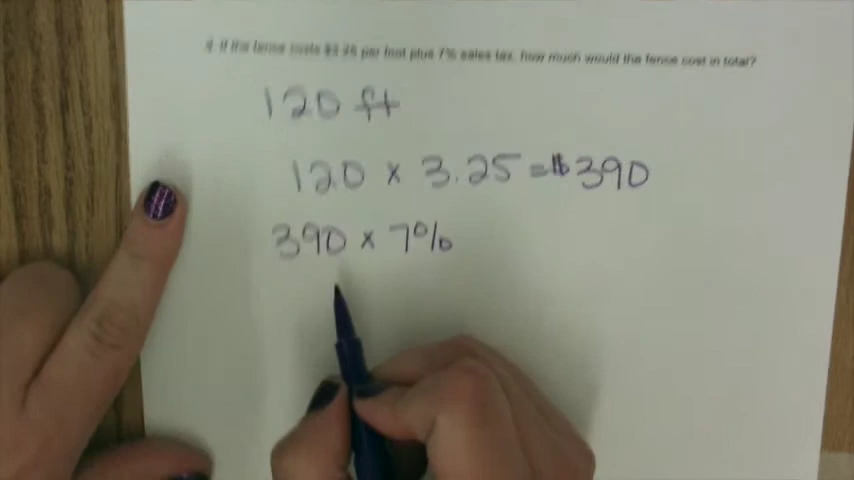 4. If the fence costs $3.25 per foot plus 7% sales tax, how much would the fence cost in total?
120 ft
120 x 3.25 = $390
390 x 7%